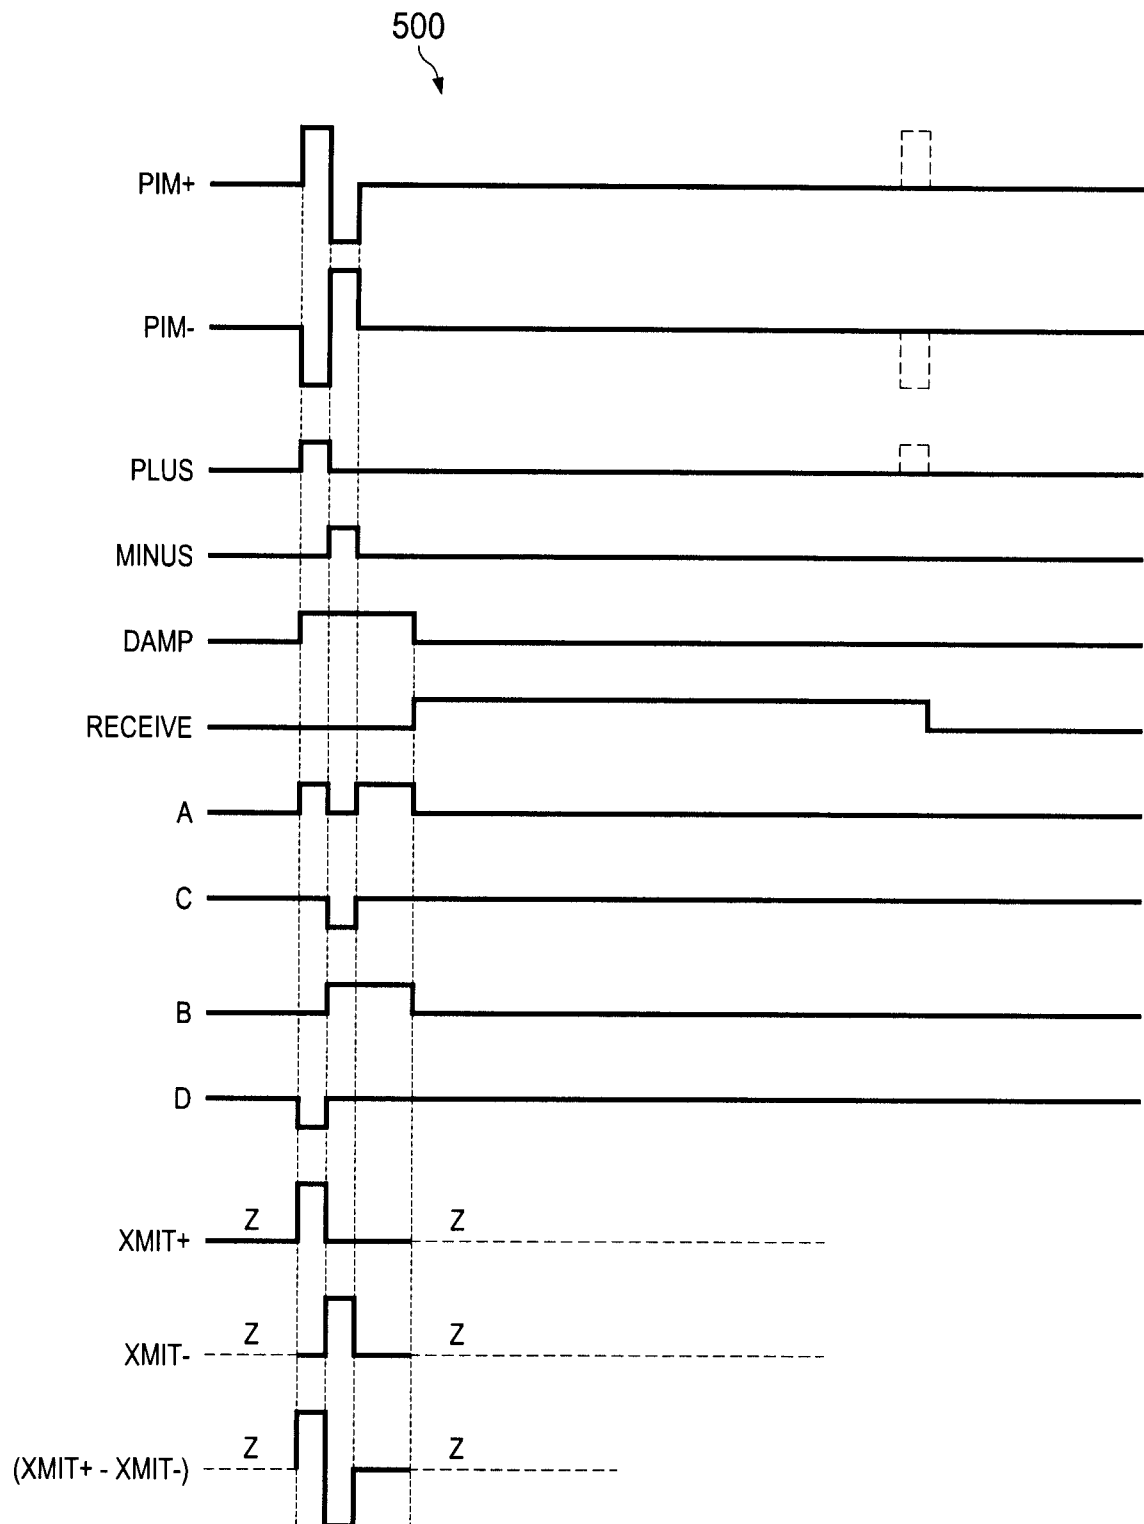 500
PIM+
PIM-
PLUS
MINUS
DAMP
RECEIVE
A
C
B
D
Z Z
XMIT+
Z Z
XMIT-
Z Z
(XMIT+ - XMIT-)